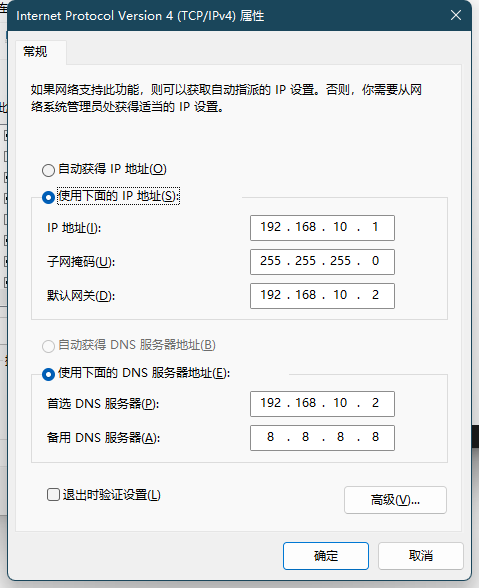 Internet Protocol Version 4 (TCP/IPv4) 属性
常规
如果网络支持此功能，则可以获取自动指派的 IP 设置。否则，你需要从网
络系统管理员处获得适当的 IP 设置。
自动获得 IP 地址(O)
使用下面的 IP 地址(S):
IP 地址(I): 192 . 168 . 10 . 1
子网掩码(U): 255 . 255 . 255 . 0
默认网关(D): 192 . 168 . 10 . 2
自动获得 DNS 服务器地址(B)
使用下面的 DNS 服务器地址(E):
首选 DNS 服务器(P): 192 . 168 . 10 . 2
备用 DNS 服务器(A): 8 . 8 . 8 . 8
退出时验证设置(L)
高级(V)...
确定 取消